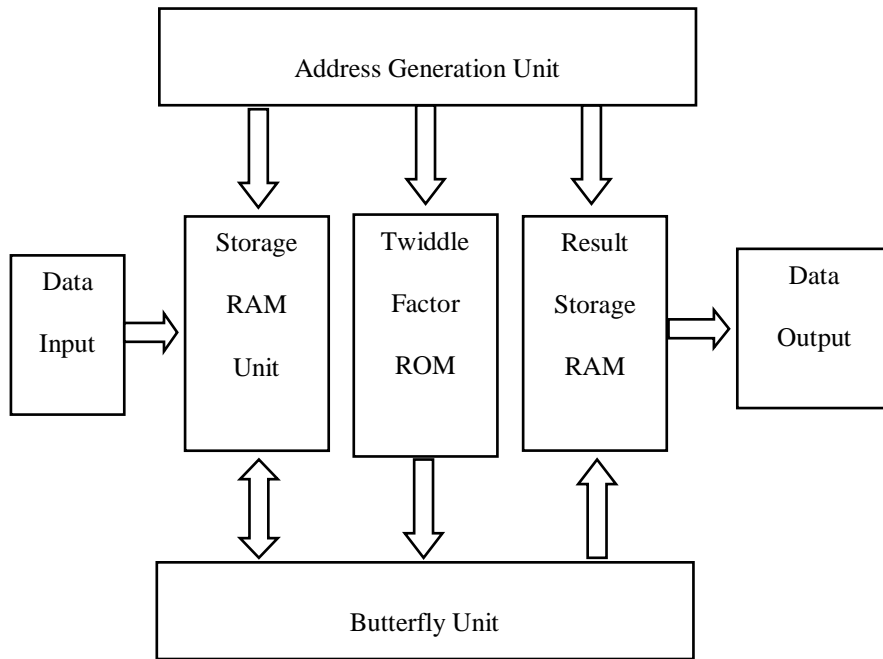 Address Generation Unit
Data
Input
Storage
RAM
Unit
Twiddle
Factor
ROM
Result
Storage
RAM
Data
Output
Butterfly Unit